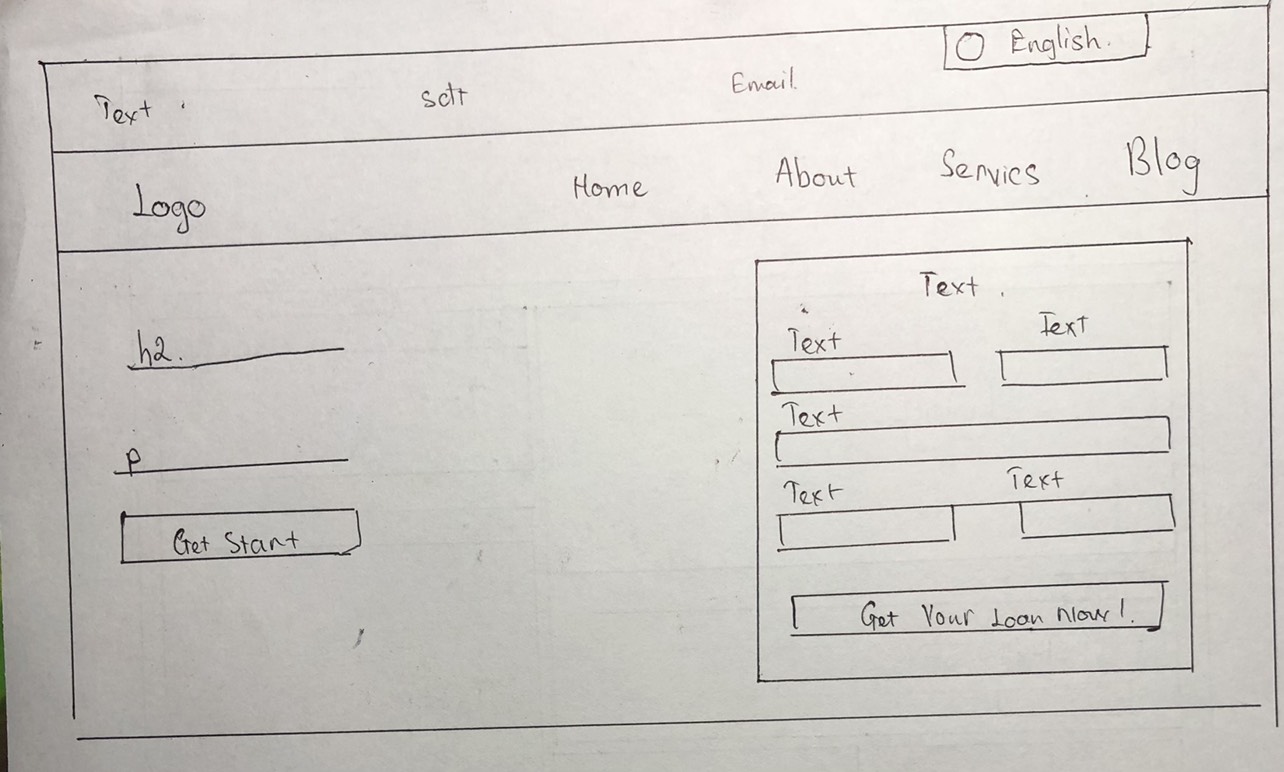 Text
Email
English.
Logo
Home
About
Servics
Blog
h2.
p
Get Start
Text
Text
Text
Text
Text
Text
Get Your Loan Now!